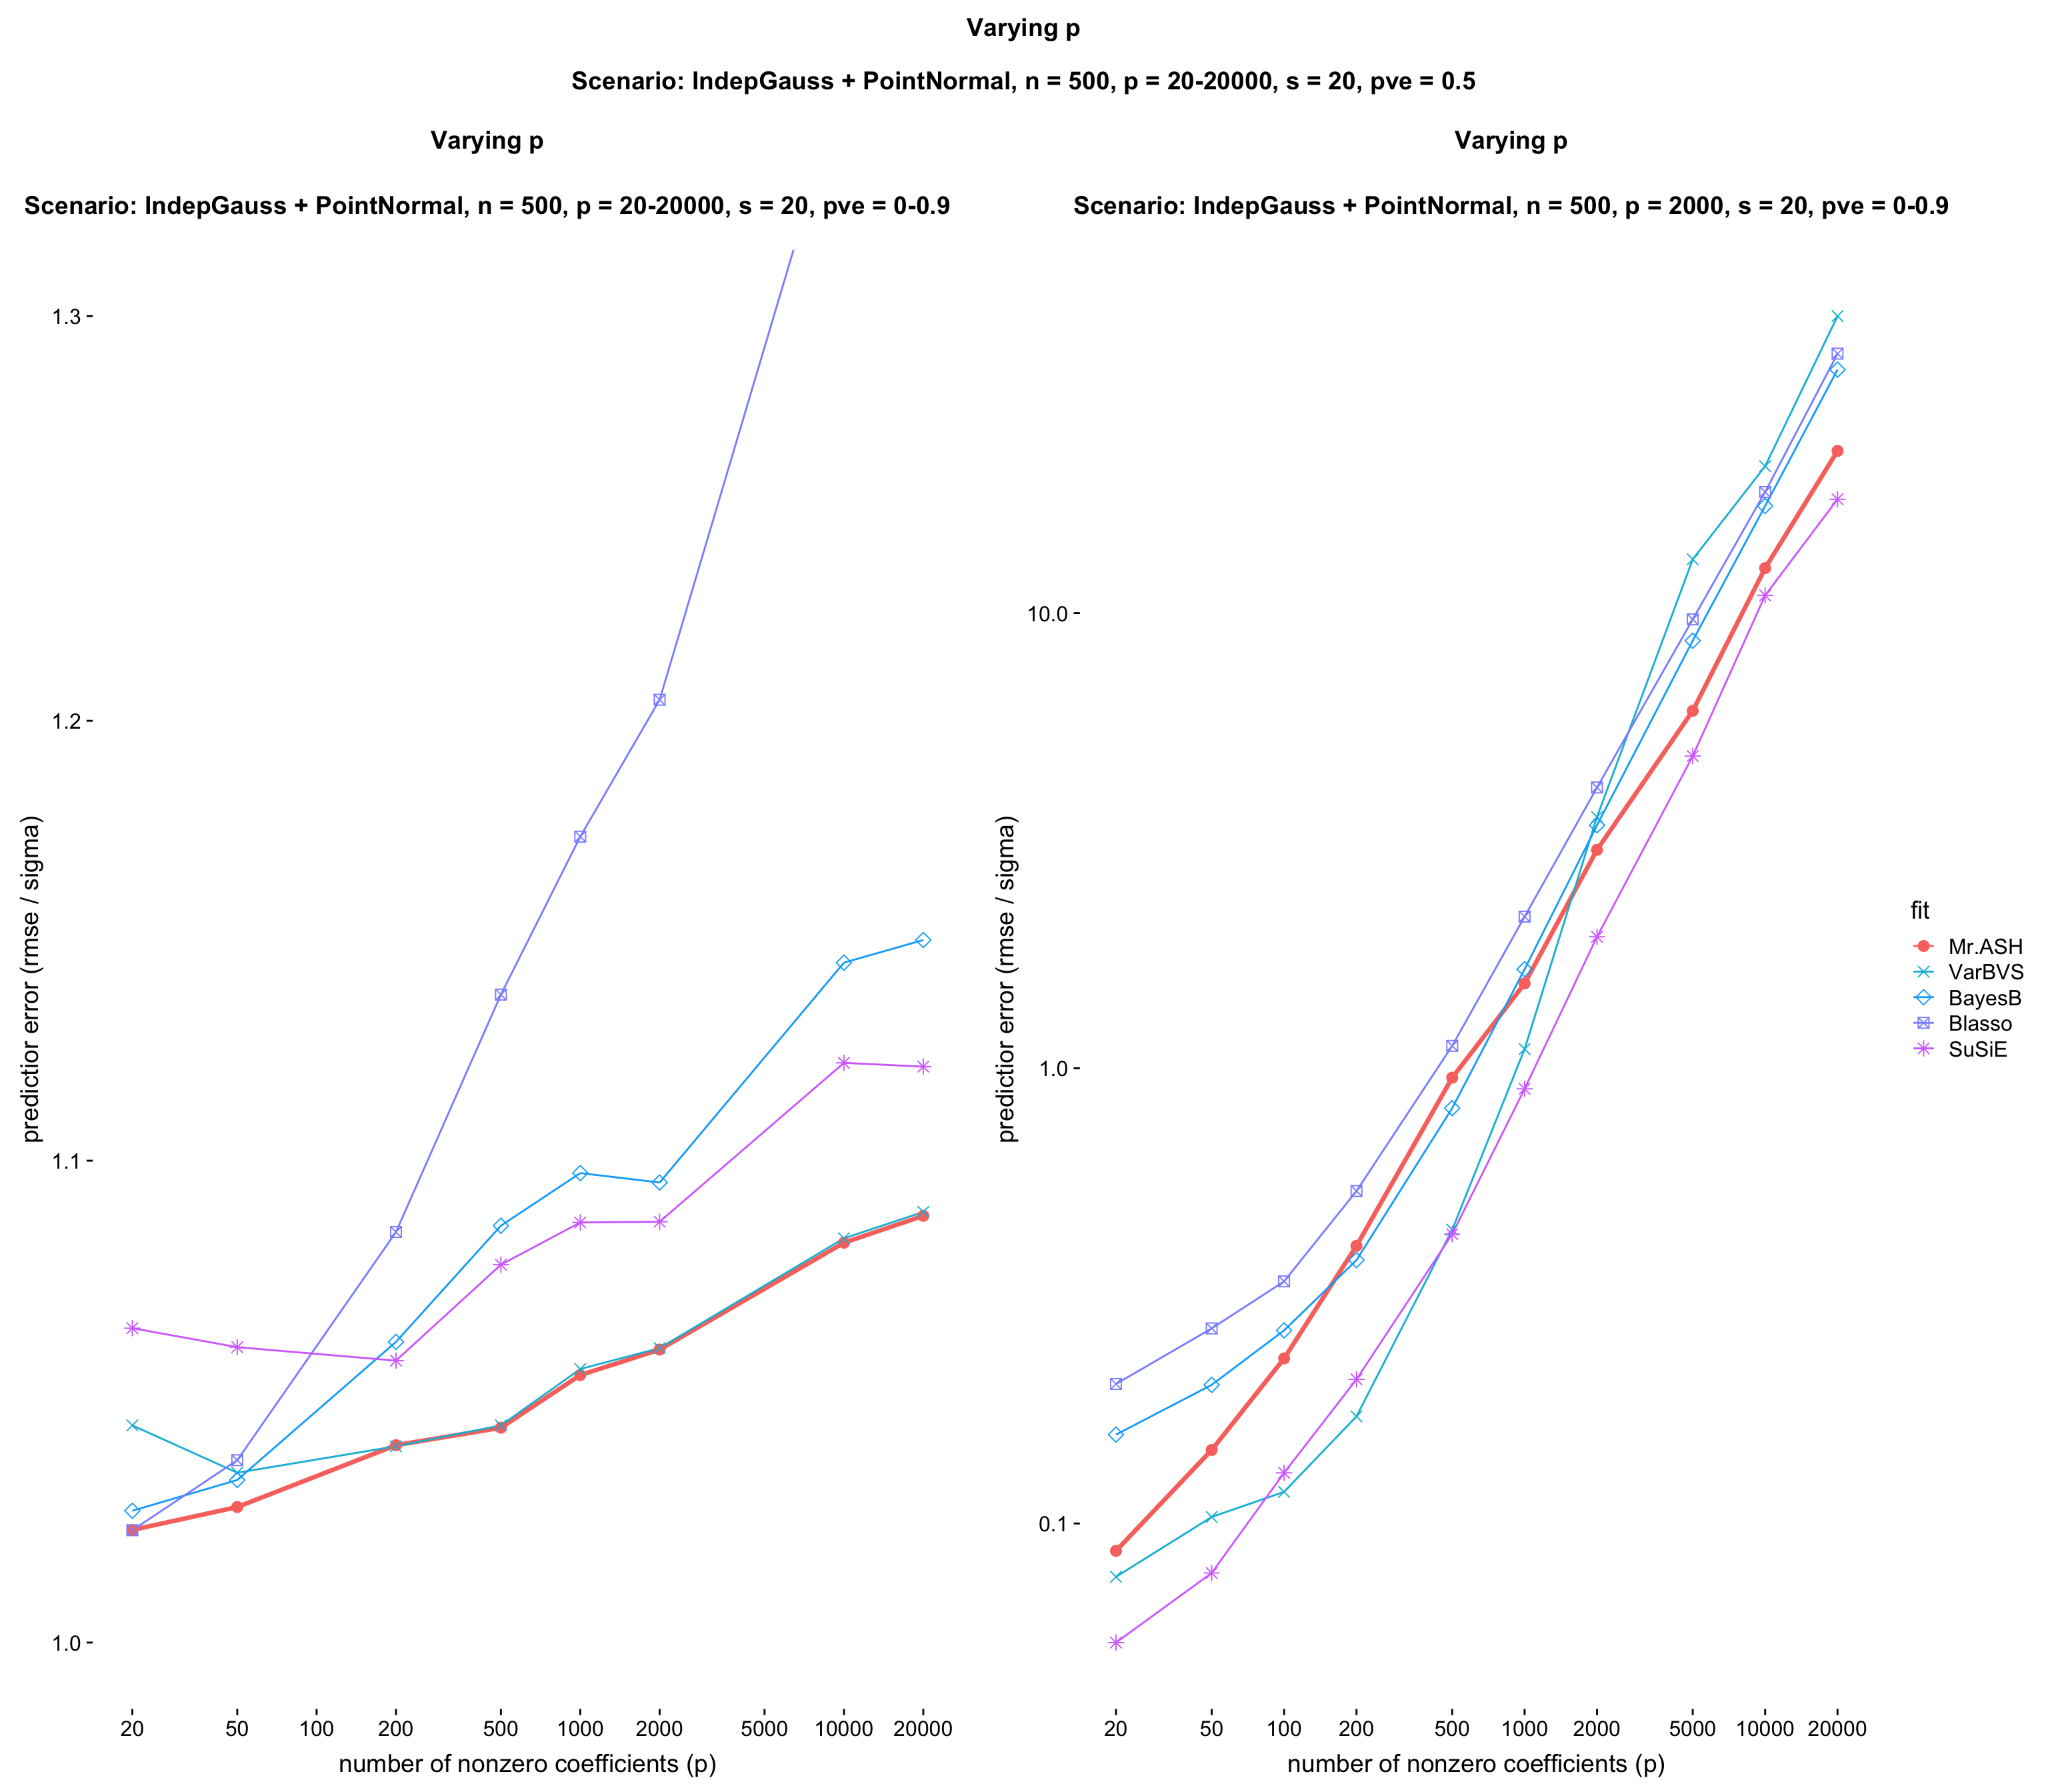 Varying p
Scenario: IndepGauss + PointNormal, n = 500, p = 20-20000, s = 20, pve = 0.5
Varying p
Scenario: IndepGauss + PointNormal, n = 500, p = 20-20000, s = 20, pve = 0-0.9
1.3
1.2
1.1
1.0
predictior error (rmse / sigma)
20 50 100 200 500 1000 2000 5000 10000 20000
number of nonzero coefficients (p)
Varying p
Scenario: IndepGauss + PointNormal, n = 500, p = 2000, s = 20, pve = 0-0.9
10.0
1.0
0.1
predictior error (rmse / sigma)
20 50 100 200 500 1000 2000 5000 10000 20000
number of nonzero coefficients (p)
fit
Mr.ASH
VarBVS
BayesB
Blasso
SuSiE